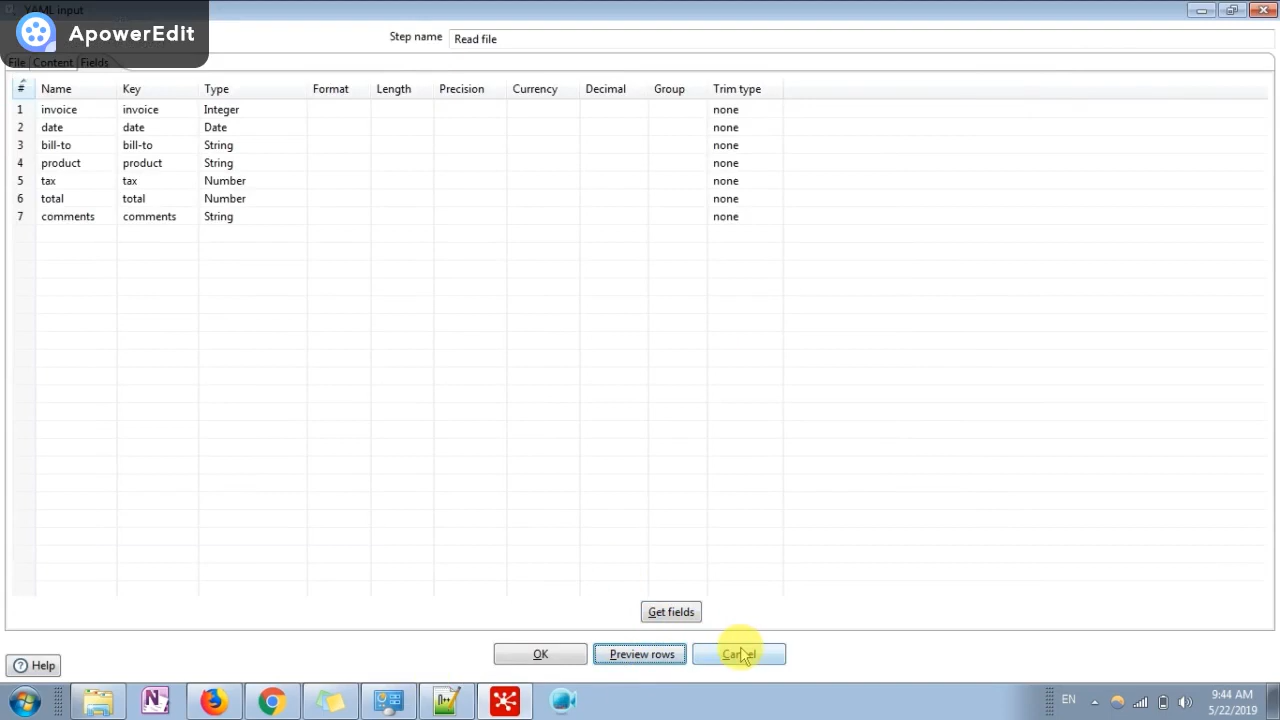 YAML input
ApowerEdit
Step name Read file
File Content Fields
# Name Key Type Format Length Precision Currency Decimal Group Trim type
1 invoice invoice Integer none
2 date date Date none
3 bill-to bill-to String none
4 product product String none
5 tax tax Number none
6 total total Number none
7 comments comments String none
Get fields
OK Preview rows Cancel
Help
EN 9:44 AM
5/22/2019